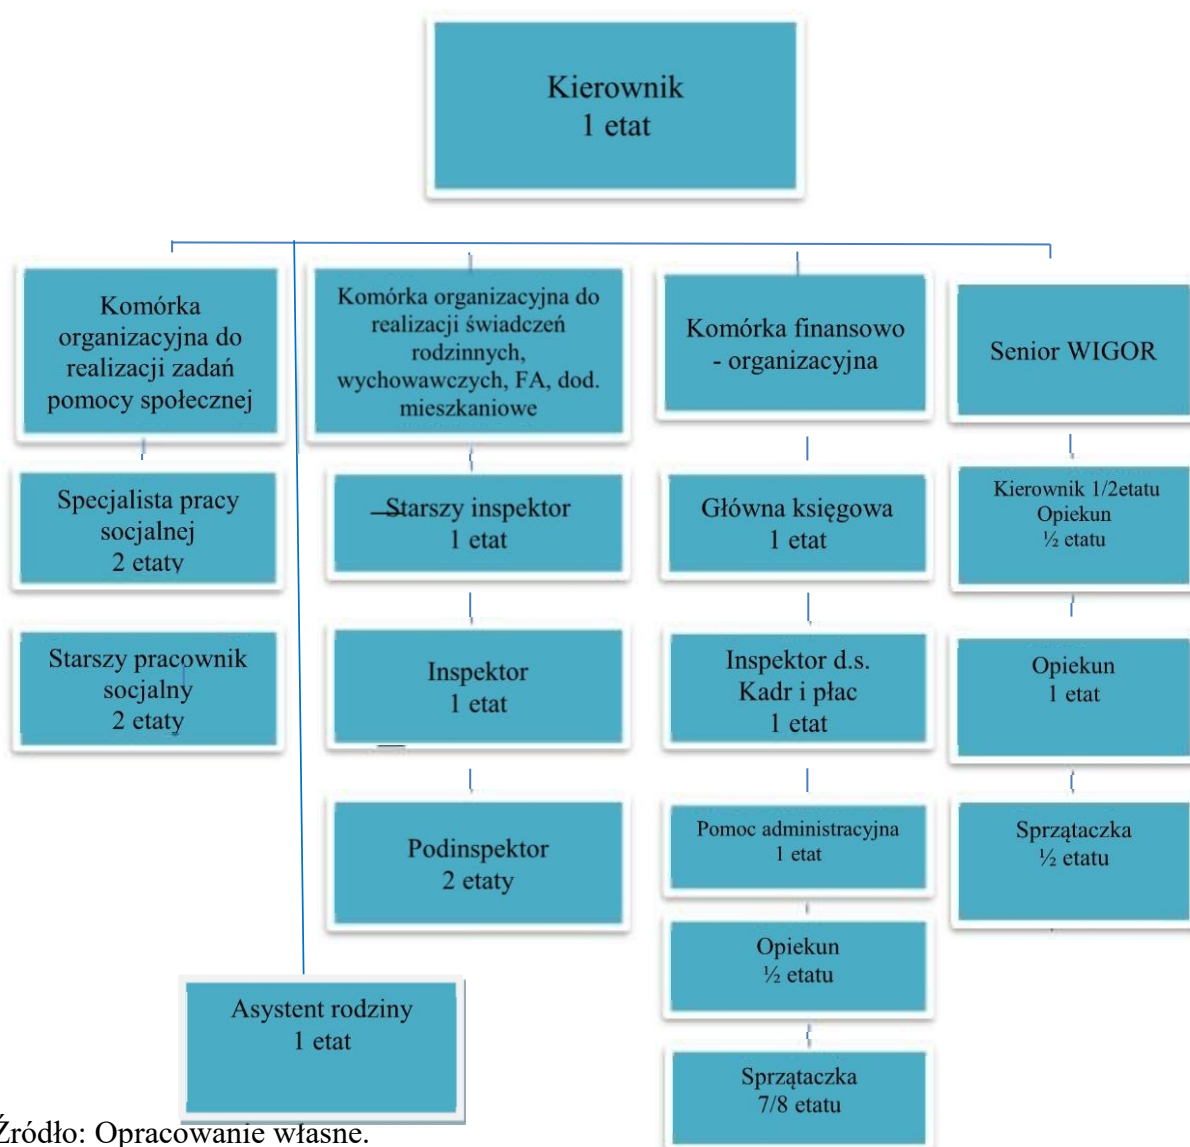 Kierownik
1 etat
Komórka
organizacyjna do
realizacji zadań
pomocy społecznej
Specjalista pracy
socjalnej
2 etaty
Starszy pracownik
socjalny
2 etaty
Komórka organizacyjna do
realizacji świadczeń
rodzinnych,
wychowawczych, FA, dod.
mieszkaniowe
Starszy inspektor
1 etat
Inspektor
1 etat
Podinspektor
2 etaty
Komórka finansowo
- organizacyjna
Główna księgowa
1 etat
Inspektor d.s.
Kadr i płac
1 etat
Pomoc administracyjna
1 etat
Opiekun
½ etatu
Sprzątaczka
7/8 etatu
Senior WIGOR
Kierownik 1/2etatu
Opiekun
½ etatu
Opiekun
1 etat
Sprzątaczka
½ etatu
Asystent rodziny
1 etat
Źródło: Opracowanie własne.